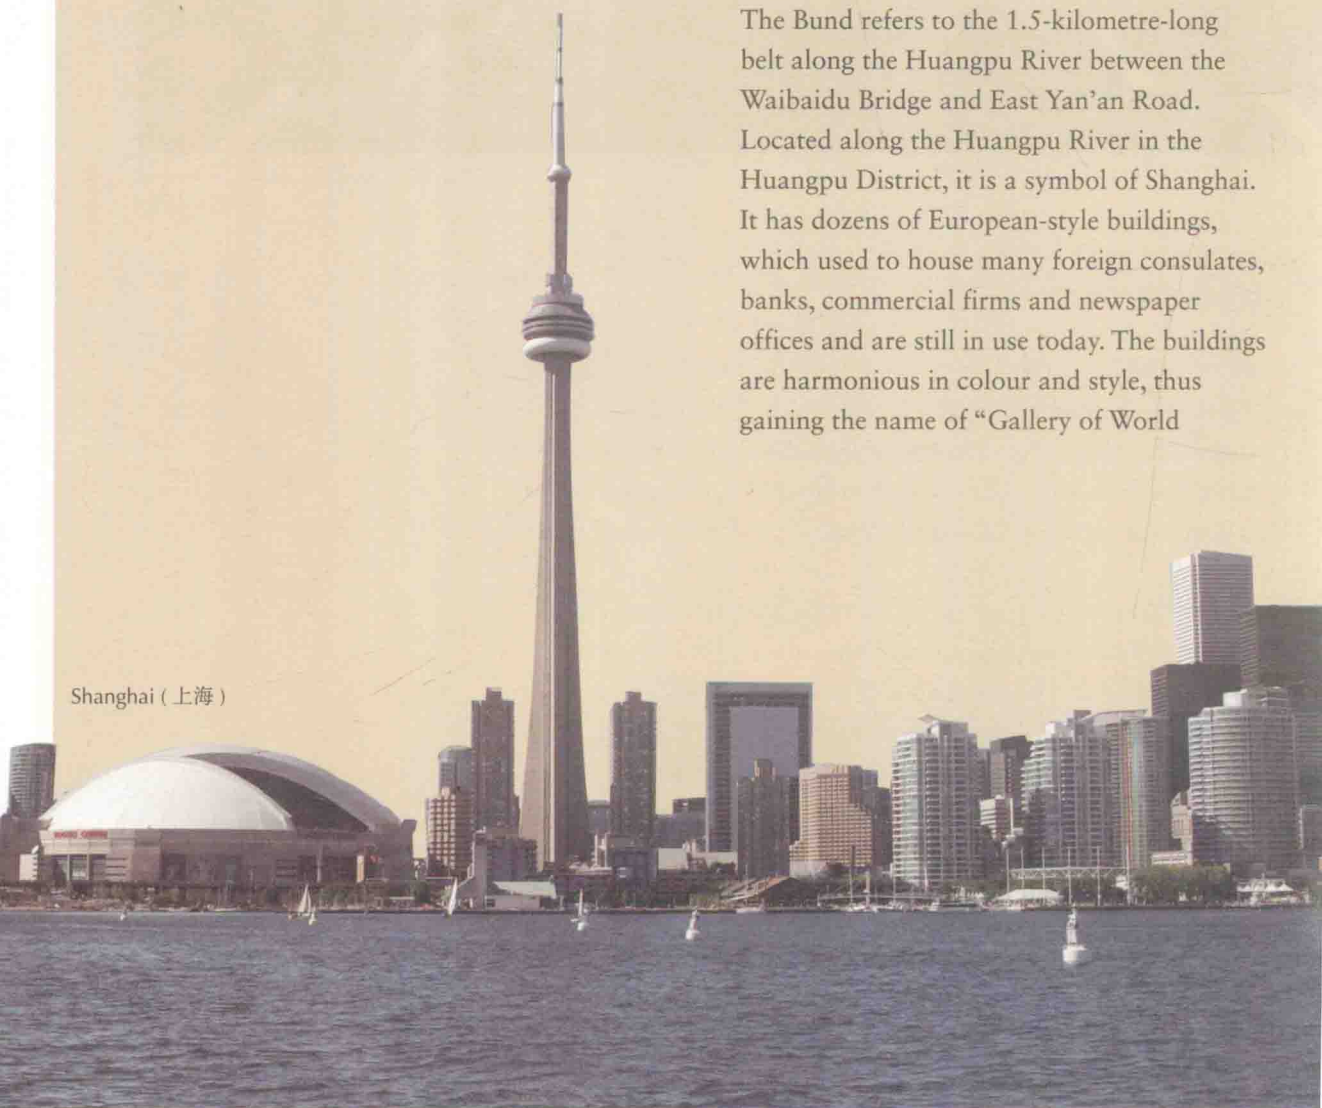 The Bund refers to the 1.5-kilometre-long
belt along the Huangpu River between the
Waibaidu Bridge and East Yan’an Road.
Located along the Huangpu River in the
Huangpu District, it is a symbol of Shanghai.
It has dozens of European-style buildings,
which used to house many foreign consulates,
banks, commercial firms and newspaper
offices and are still in use today. The buildings
are harmonious in colour and style, thus
gaining the name of “Gallery of World
Shanghai ( 上海 )